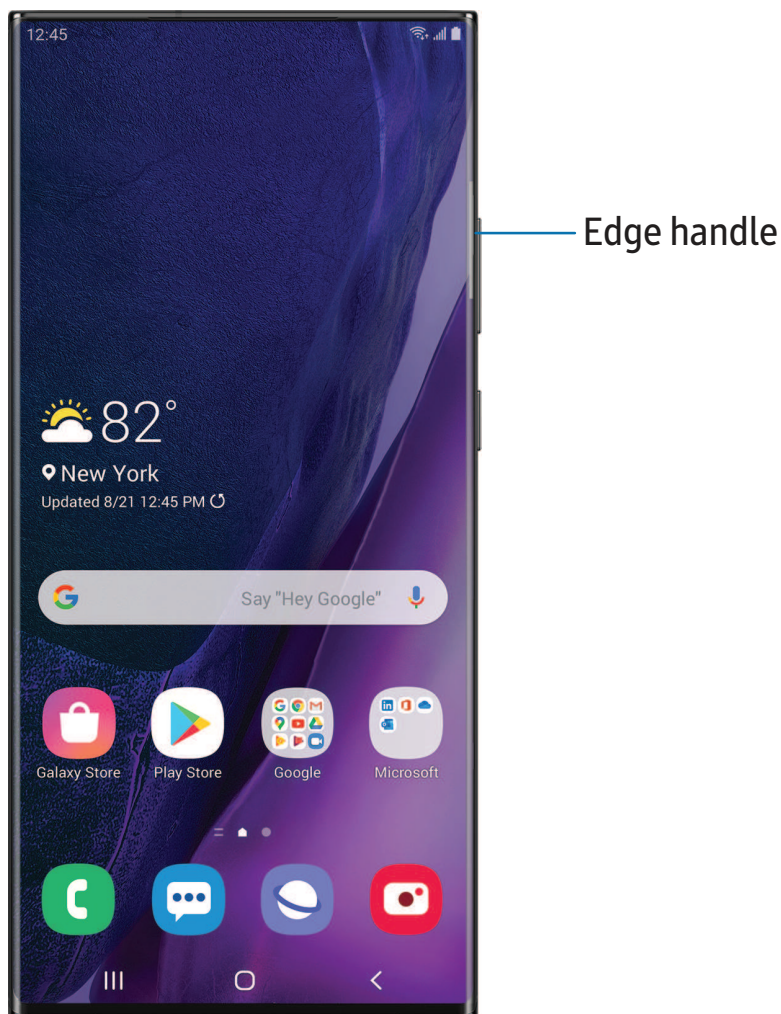 12:45
Edge handle
82°
New York
Updated 8/21 12:45 PM
Say "Hey Google"
Galaxy Store Play Store Google Microsoft